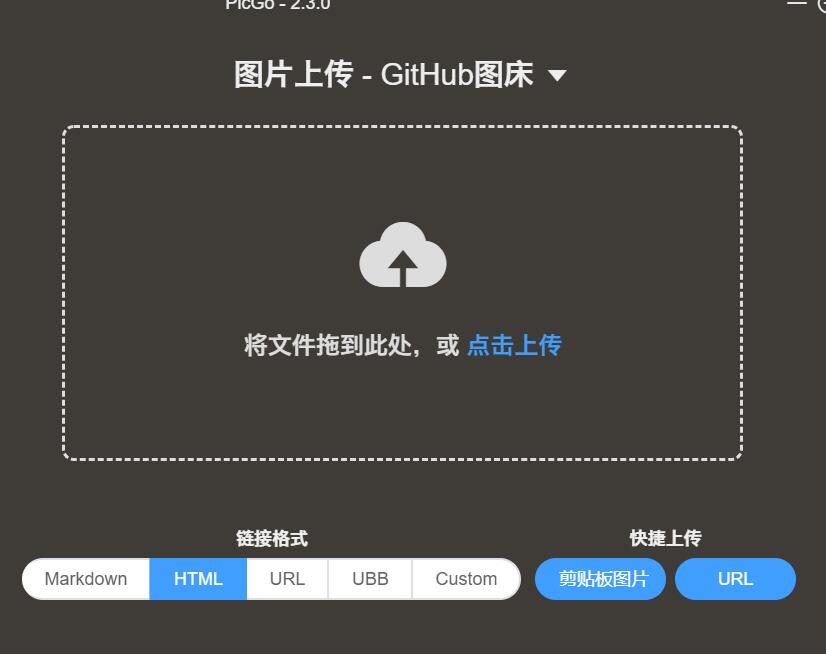 PicGo - 2.3.0
图片上传 - GitHub图床
将文件拖到此处，或 点击上传
链接格式
快捷上传
Markdown HTML URL UBB Custom
剪贴板图片 URL